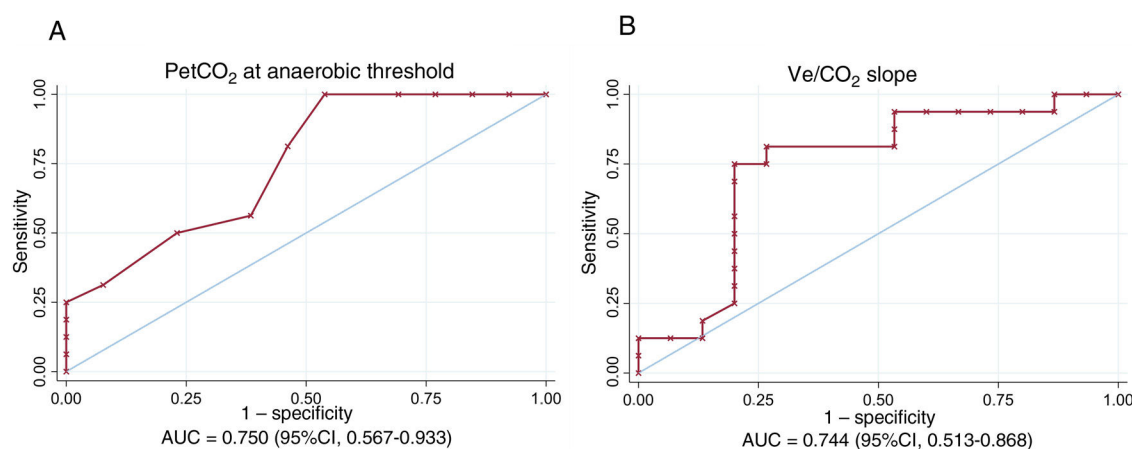 A
PetCO2 at anaerobic threshold
1.00
0.75
0.50
0.25
0.00
Sensitivity
0.00 0.25 0.50 0.75 1.00
1 – specificity
AUC = 0.750 (95%CI, 0.567-0.933)
B
Ve/CO2 slope
1.00
0.75
0.50
0.25
0.00
Sensitivity
0.00 0.25 0.50 0.75 1.00
1 – specificity
AUC = 0.744 (95%CI, 0.513-0.868)